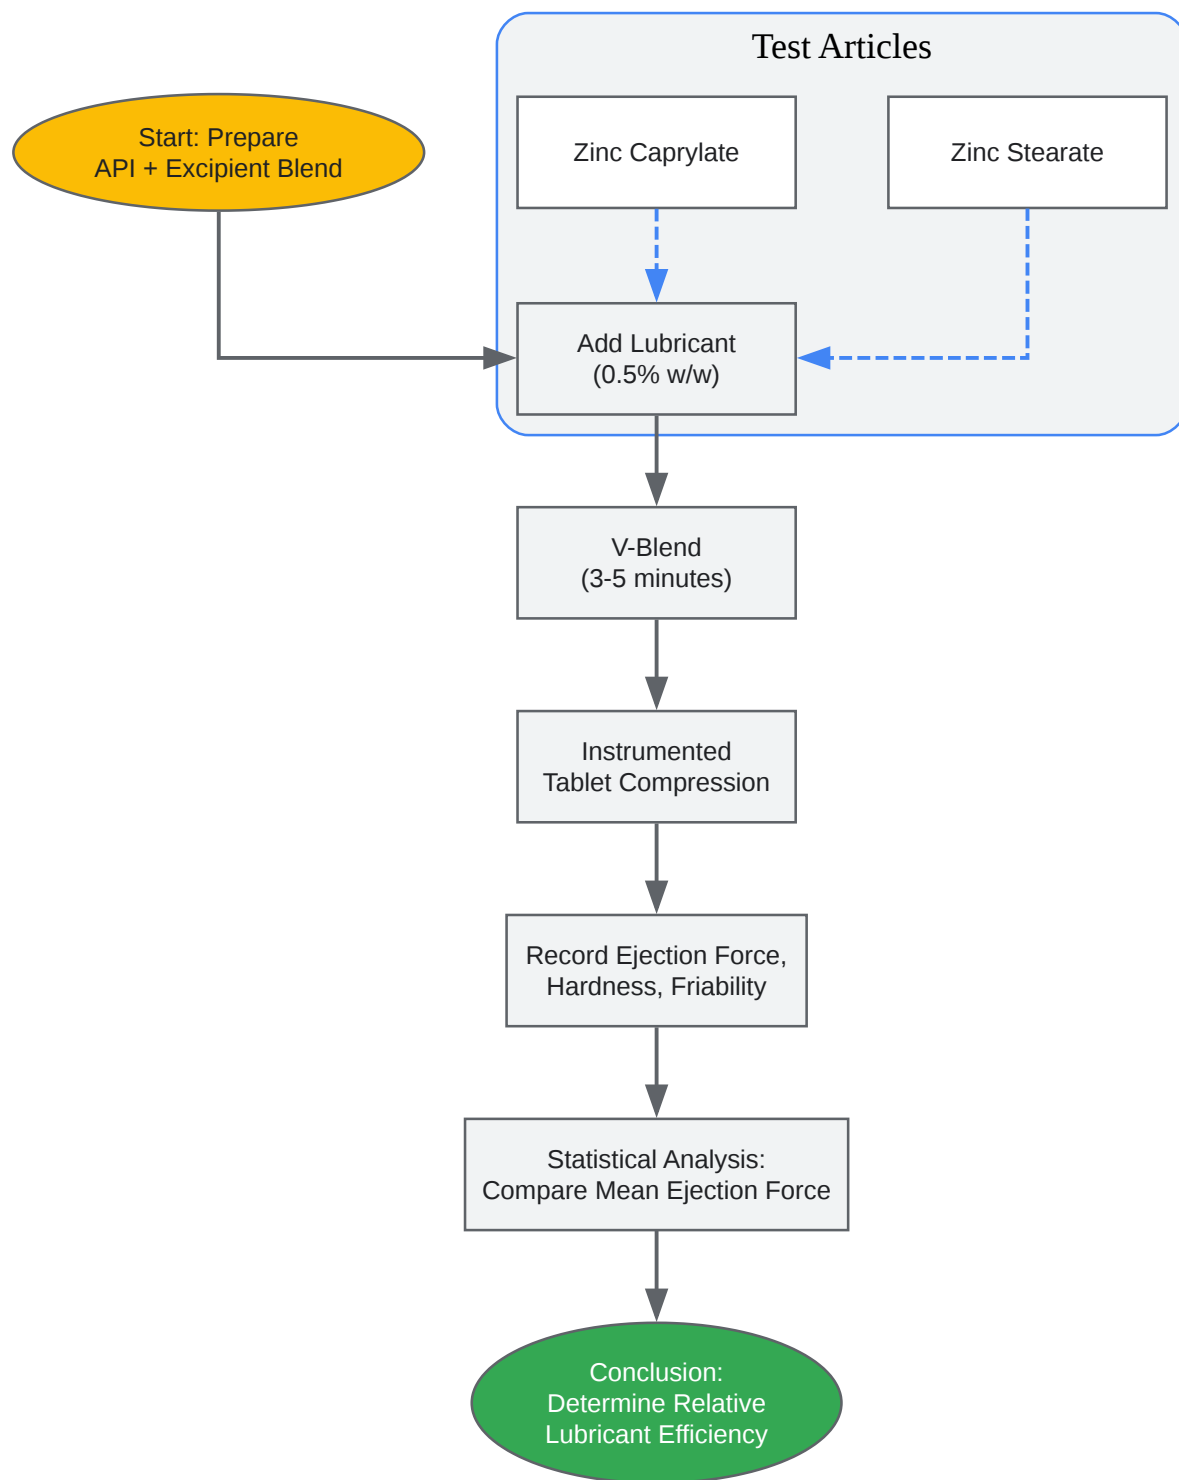 Test Articles
Start: Prepare
API + Excipient Blend
Zinc Caprylate
Zinc Stearate
Add Lubricant
(0.5% w/w)
V-Blend
(3-5 minutes)
Instrumented
Tablet Compression
Record Ejection Force,
Hardness, Friability
Statistical Analysis:
Compare Mean Ejection Force
Conclusion:
Determine Relative
Lubricant Efficiency